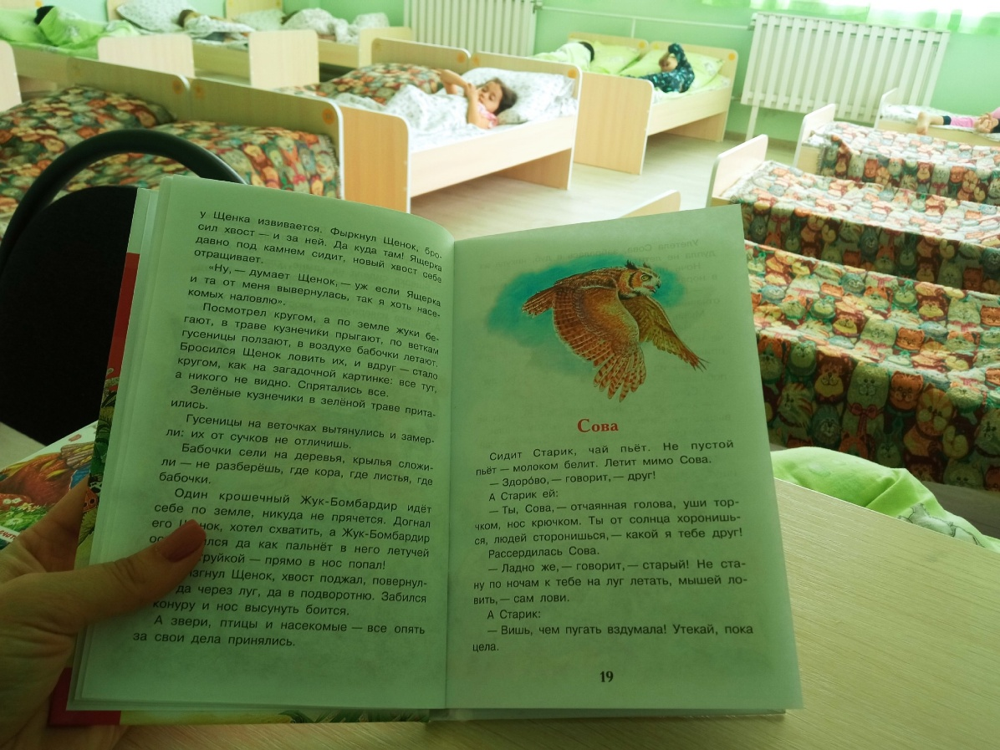 у Щенка извивается. Фыркнул Щенок, бро-
сил хвост — и за ней. Да куда там! Ящерка
давно под камнем сидит, новый хвост себе
отращивает.
«Ну, — думает Щенок, — уж если Ящерка
и та от меня вывернулась, так я хоть насе-
комых наловлю».
Посмотрел кругом, а по земле жуки бе-
гают, в траве кузнечики прыгают, по веткам
гусеницы ползают, в воздухе бабочки летают.
Бросился Щенок ловить их, и вдруг — стало
кругом, как на загадочной картинке: все тут,
а никого не видно. Спрятались все.
Зелёные кузнечики в зелёной траве прита-
ились.
Гусеницы на веточках вытянулись и замер-
ли: их от сучков не отличишь.
Бабочки сели на деревья, крылья сложи-
ли — не разберёшь, где кора, где листья, где
бабочки.
Один крошечный Жук-Бомбардир идёт
себе по земле, никуда не прячется. Догнал
его Щенок, хотел схватить, а Жук-Бомбардир
да как пальнёт в него летучей
— прямо в нос попал!
Щенок, хвост поджал, повернул-
да через луг, да в подворотню. Забился
конуру и нос высунуть боится.
А звери, птицы и насекомые — все опять
за свои дела принялись.
Сова
Сидит Старик, чай пьёт. Не пустой
пьёт — молоком белит. Летит мимо Сова.
— Здоро́во, — говорит, — друг!
А Старик ей:
— Ты, Сова, — отчаянная голова, уши тор-
чком, нос крючком. Ты от солнца хоронишь-
ся, людей сторонишься, — какой я тебе друг!
Рассердилась Сова.
— Ладно же, — говорит, — старый! Не ста-
ну по ночам к тебе на луг летать, мышей ло-
вить, — сам лови.
А Старик:
— Вишь, чем пугать вздумала! Утекай, пока
цела.
19